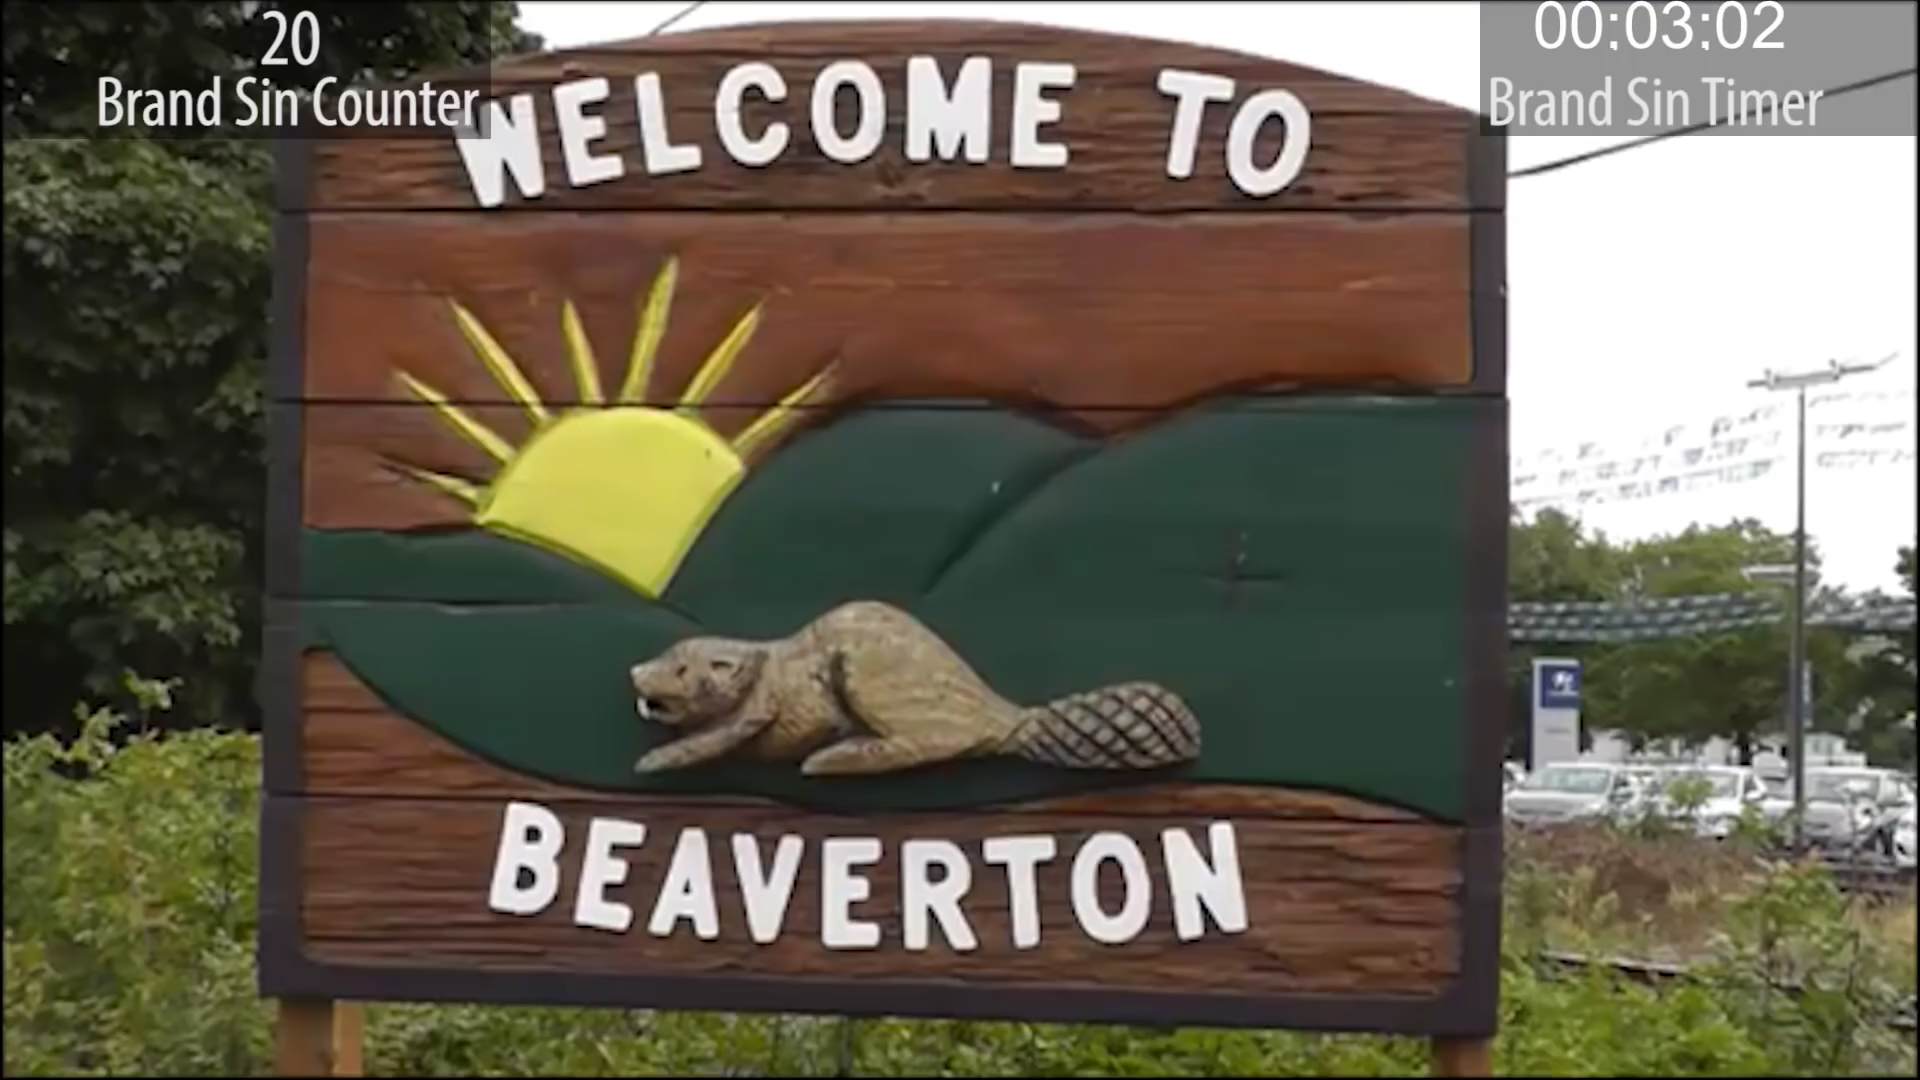 20
Brand Sin Counter
00;03;02
Brand Sin Timer
WELCOME TO
BEAVERTON